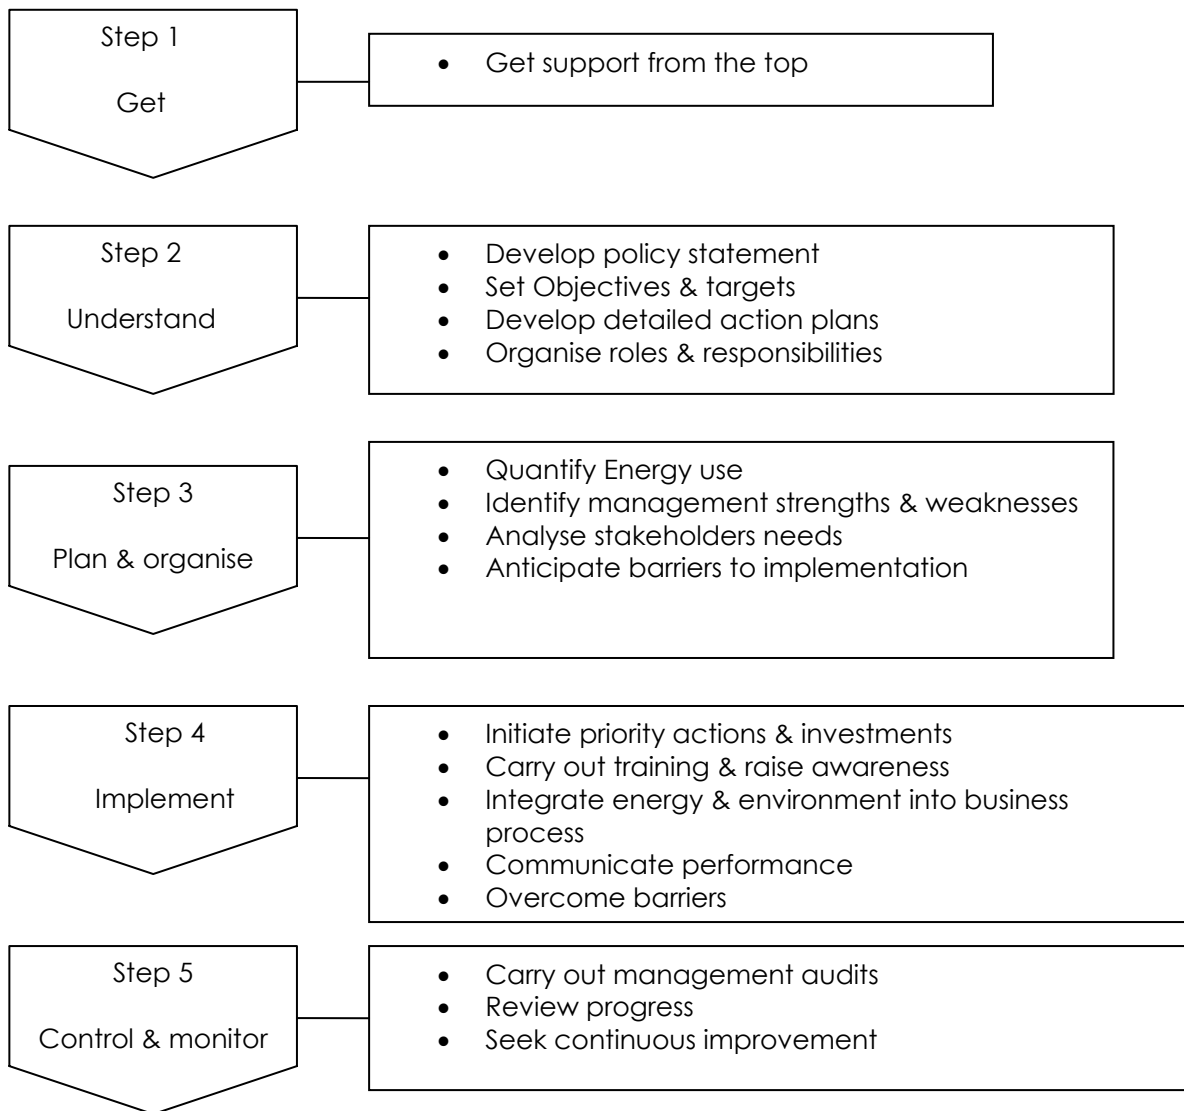 Step 1
Get
• Get support from the top
Step 2
Understand
• Develop policy statement
• Set Objectives & targets
• Develop detailed action plans
• Organise roles & responsibilities
Step 3
Plan & organise
• Quantify Energy use
• Identify management strengths & weaknesses
• Analyse stakeholders needs
• Anticipate barriers to implementation
Step 4
Implement
• Initiate priority actions & investments
• Carry out training & raise awareness
• Integrate energy & environment into business
process
• Communicate performance
• Overcome barriers
Step 5
Control & monitor
• Carry out management audits
• Review progress
• Seek continuous improvement